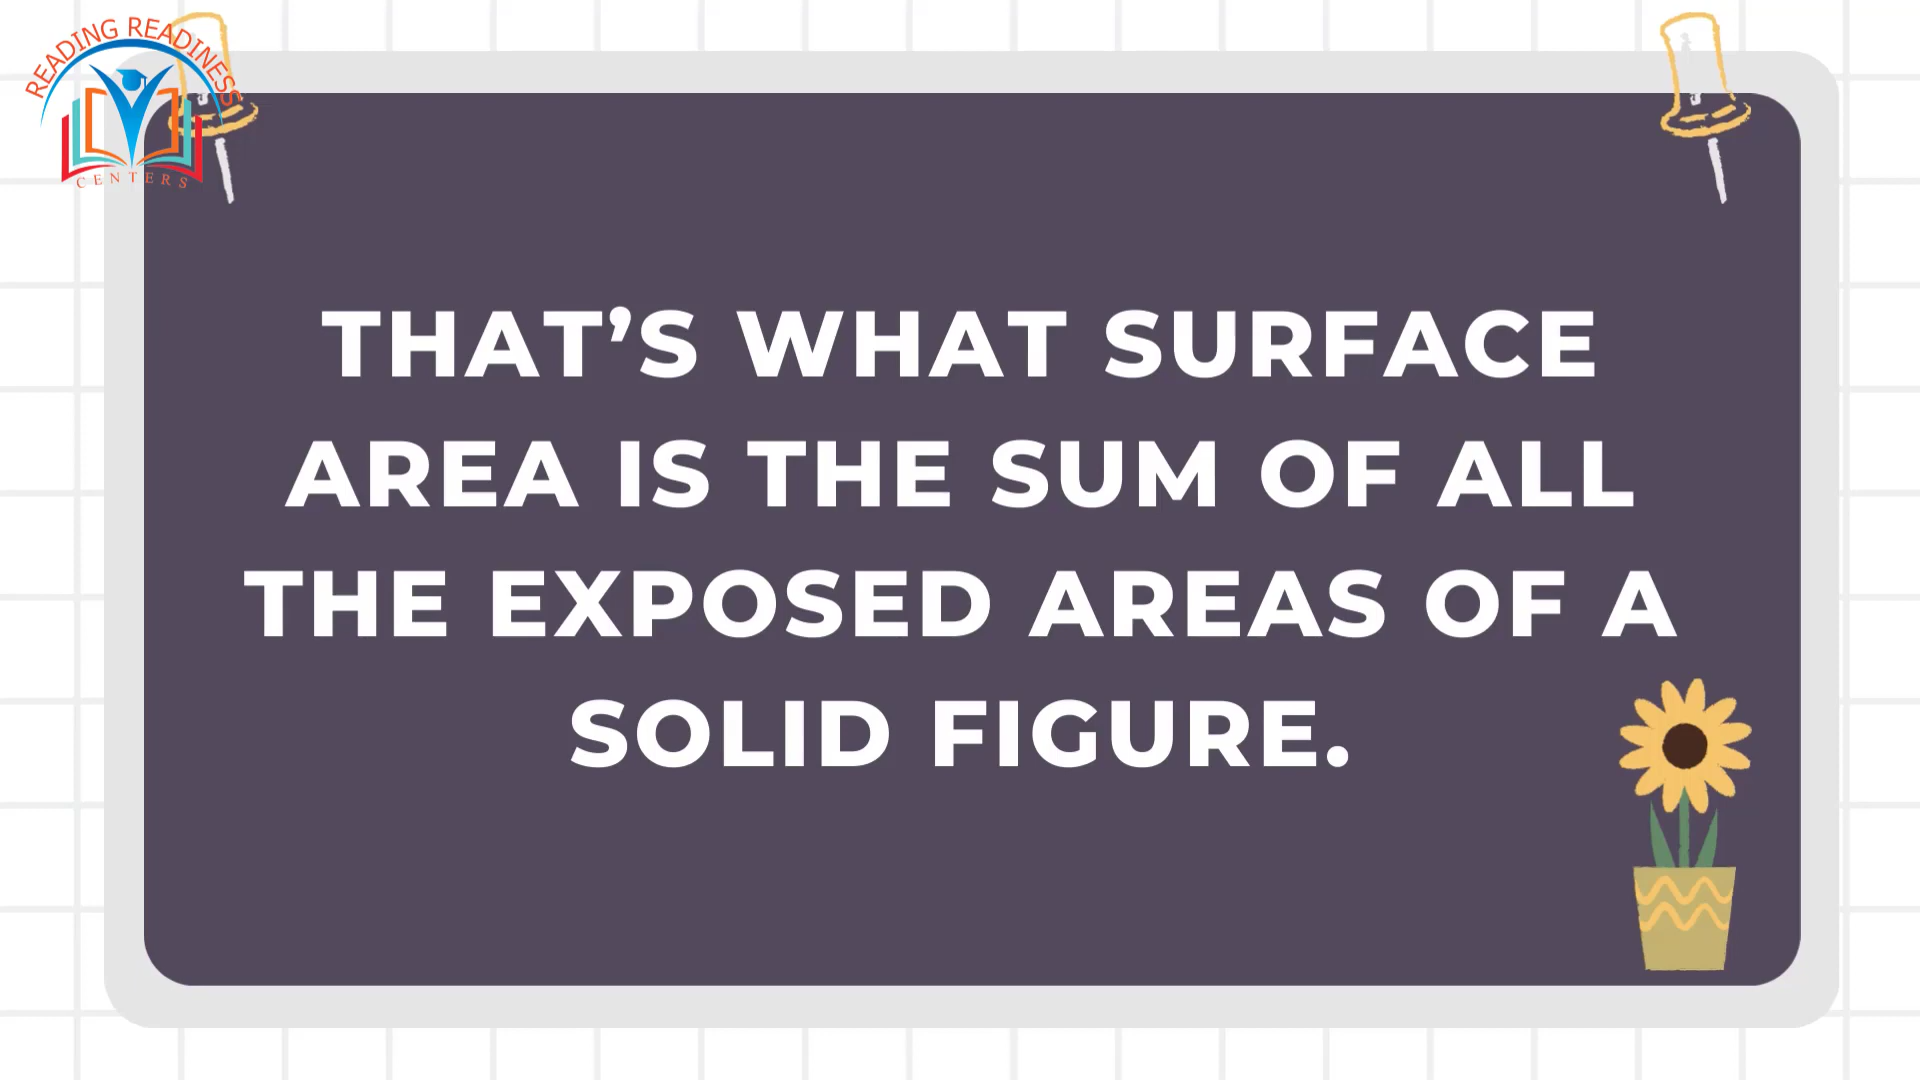 READING READINESS
CENTERS
THAT’S WHAT SURFACE
AREA IS THE SUM OF ALL
THE EXPOSED AREAS OF A
SOLID FIGURE.